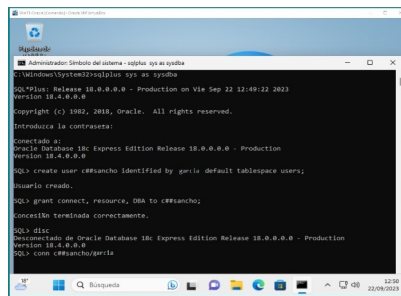 Papelera de
Administrador: Símbolo del sistema - sqlplus sys as sysdba
C:\Windows\System32>sqlplus sys as sysdba
SQL*Plus: Release 18.0.0.0.0 - Production on Vie Sep 22 12:49:22 2023
Version 18.4.0.0.0
Copyright (c) 1982, 2018, Oracle. All rights reserved.
Introduzca la contraseña:
Conectado a:
Oracle Database 18c Express Edition Release 18.0.0.0.0 - Production
Version 18.4.0.0.0
SQL> create user c##sancho identified by garcia default tablespace users;
Usuario creado.
SQL> grant connect, resource, DBA to c##sancho;
Concesi¾n terminada correctamente.
SQL> disc
Desconectado de Oracle Database 18c Express Edition Release 18.0.0.0.0 - Production
Version 18.4.0.0.0
SQL> conn c##sancho/garcia
18°
Búsqueda
12:50
22/09/2023